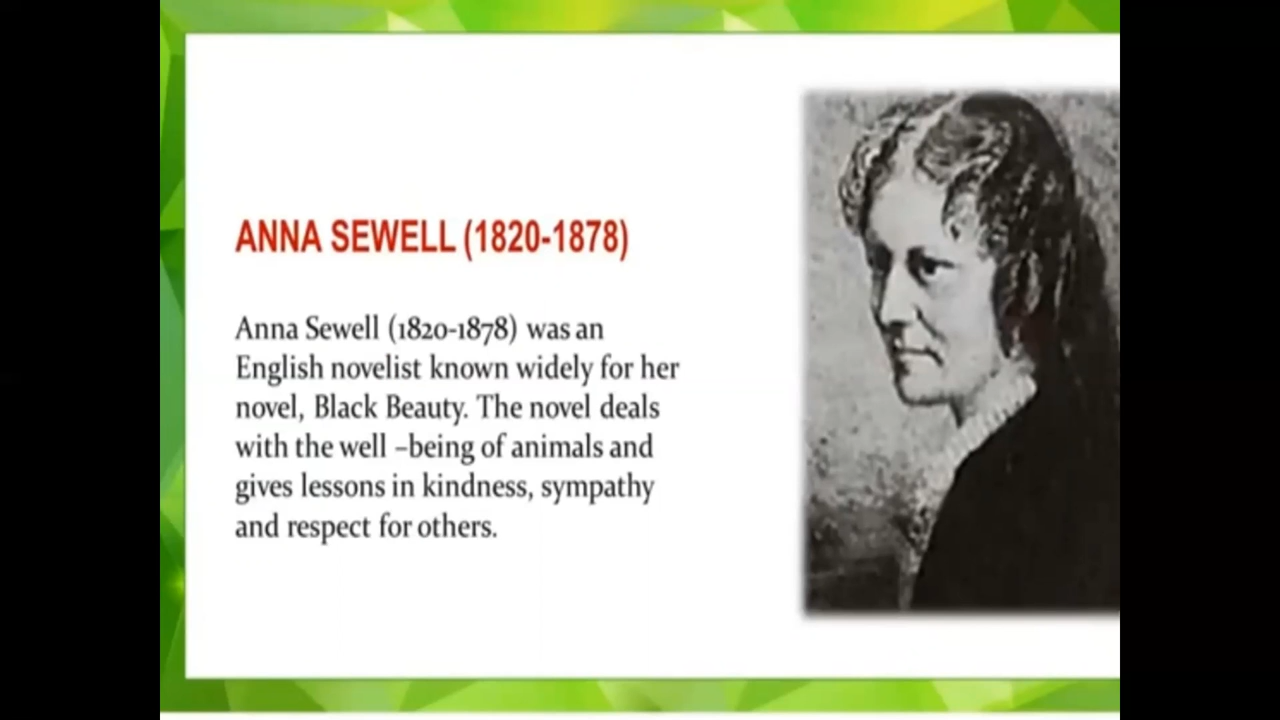 ANNA SEWELL (1820-1878)
Anna Sewell (1820-1878) was an
English novelist known widely for her
novel, Black Beauty. The novel deals
with the well –being of animals and
gives lessons in kindness, sympathy
and respect for others.